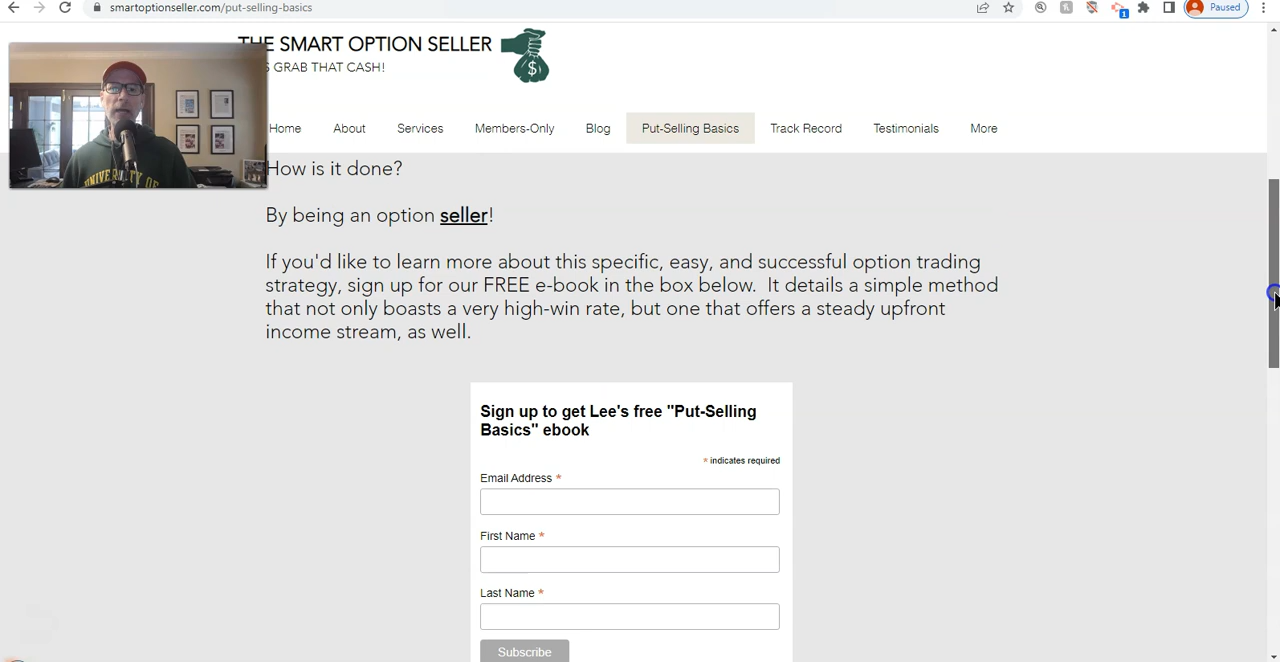 smartoptionseller.com/put-selling-basics
Paused
1
THE SMART OPTION SELLER
S GRAB THAT CASH!
$
Home About Services Members-Only Blog Put-Selling Basics Track Record Testimonials More
How is it done?
By being an option seller!
If you'd like to learn more about this specific, easy, and successful option trading
strategy, sign up for our FREE e-book in the box below. It details a simple method
that not only boasts a very high-win rate, but one that offers a steady upfront
income stream, as well.
Sign up to get Lee's free "Put-Selling
Basics" ebook
* indicates required
Email Address *
First Name *
Last Name *
Subscribe
UNIVERSITY OF